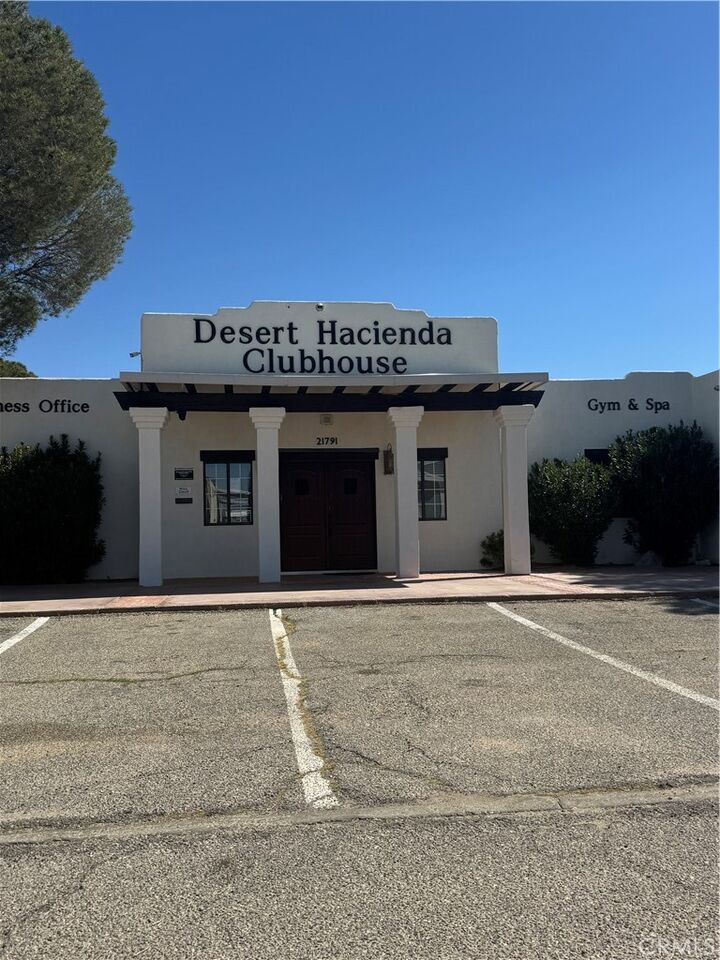 Desert Hacienda
Clubhouse
ness Office
Gym & Spa
21791
CRMLS